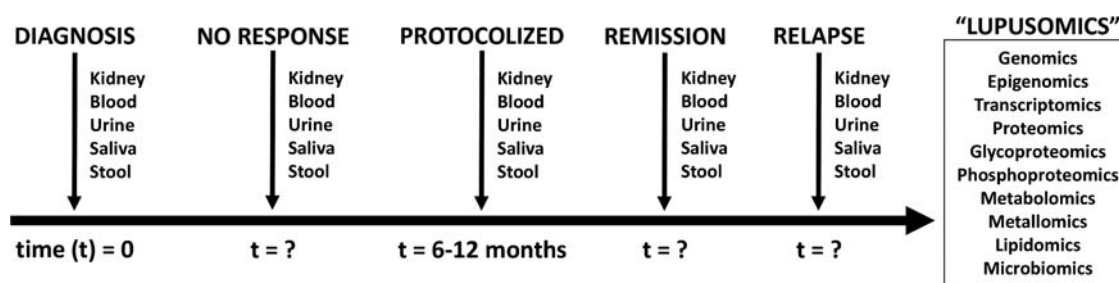 DIAGNOSIS
Kidney
Blood
Urine
Saliva
Stool
time (t) = 0
NO RESPONSE
Kidney
Blood
Urine
Saliva
Stool
t = ?
PROTOCOLIZED
Kidney
Blood
Urine
Saliva
Stool
t = 6-12 months
REMISSION
Kidney
Blood
Urine
Saliva
Stool
t = ?
RELAPSE
Kidney
Blood
Urine
Saliva
Stool
t = ?
“LUPUSOMICS”
Genomics
Epigenomics
Transcriptomics
Proteomics
Glycoproteomics
Phosphoproteomics
Metabolomics
Metallomics
Lipidomics
Microbiomics